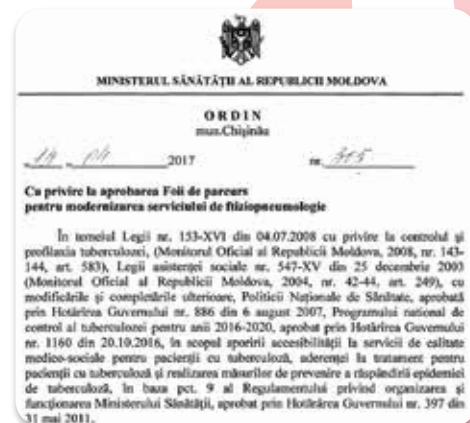 MINISTERUL SĂNĂTĂȚII AL REPUBLICII MOLDOVA
ORDIN
mun.Chișinău
2017 nr.
Cu privire la aprobarea Foii de parcurs
pentru modernizarea serviciului de ftiziopneumologie
În temeiul Legii nr. 153-XVI din 04.07.2008 cu privire la controlul și
profilaxia tuberculozei, (Monitorul Oficial al Republicii Moldova, 2008, nr. 143-
144, art. 583), Legii asistenței sociale nr. 547-XV din 25 decembrie 2003
(Monitorul Oficial al Republicii Moldova, 2004, nr. 42-44, art. 249), cu
modificările și completările ulterioare, Politicii Naționale de Sănătate, aprobată
prin Hotărîrea Guvernului nr. 886 din 6 august 2007, Programului național de
control al tuberculozei pentru anii 2016-2020, aprobat prin Hotărîrea Guvernului
nr. 1160 din 20.10.2016, în scopul sporirii accesibilității la servicii de calitate
medico-sociale pentru pacienții cu tuberculoză, aderenței la tratament pentru
pacienții cu tuberculoză și realizarea măsurilor de prevenire a răspîndirii epidemiei
de tuberculoză, în baza pct. 9 al Regulamentului privind organizarea și
funcționarea Ministerului Sănătății, aprobat prin Hotărîrea Guvernului nr. 397 din
31 mai 2011,